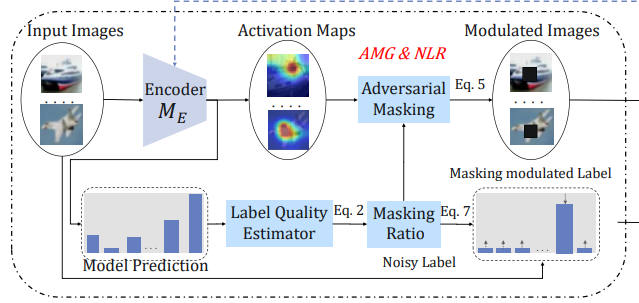 Input Images
Activation Maps
Modulated Images
AMG & NLR
Encoder
M_E
Adversarial
Masking
Eq. 5
. . . .
. . . .
. . . .
Masking modulated Label
Label Quality
Estimator
Eq. 2
Masking
Ratio
Eq. 7
. . .
. . .
Model Prediction
Noisy Label